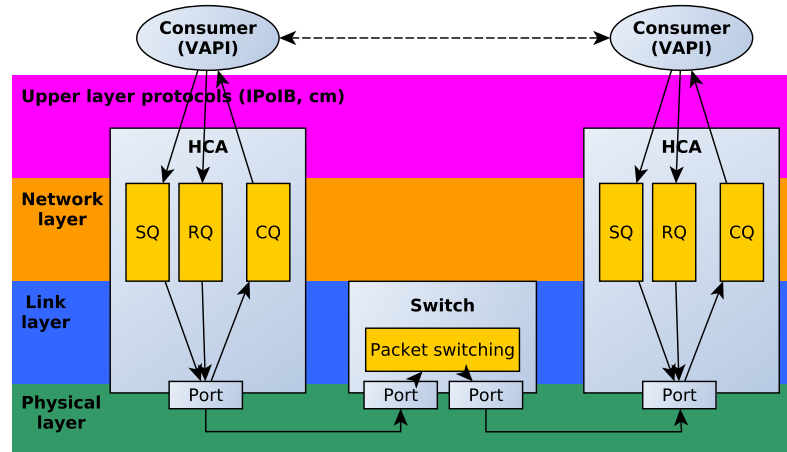 Consumer
(VAPI)
Consumer
(VAPI)
Upper layer protocols (IPoIB, cm)
HCA
HCA
Network
layer
SQ
RQ
CQ
SQ
RQ
CQ
Link
layer
Switch
Packet switching
Physical
layer
Port
Port
Port
Port